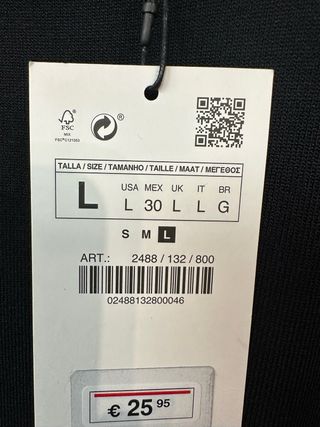 FSC
MIX
TALLA / SIZE / TAMANHO / TAILLE / MAAT / ΜΕΓΕΘΟΣ
L
USA MEX UK IT BR
L 30 L L G
S M L
ART.: 2488 / 132 / 800
02488132800046
€ 25 95